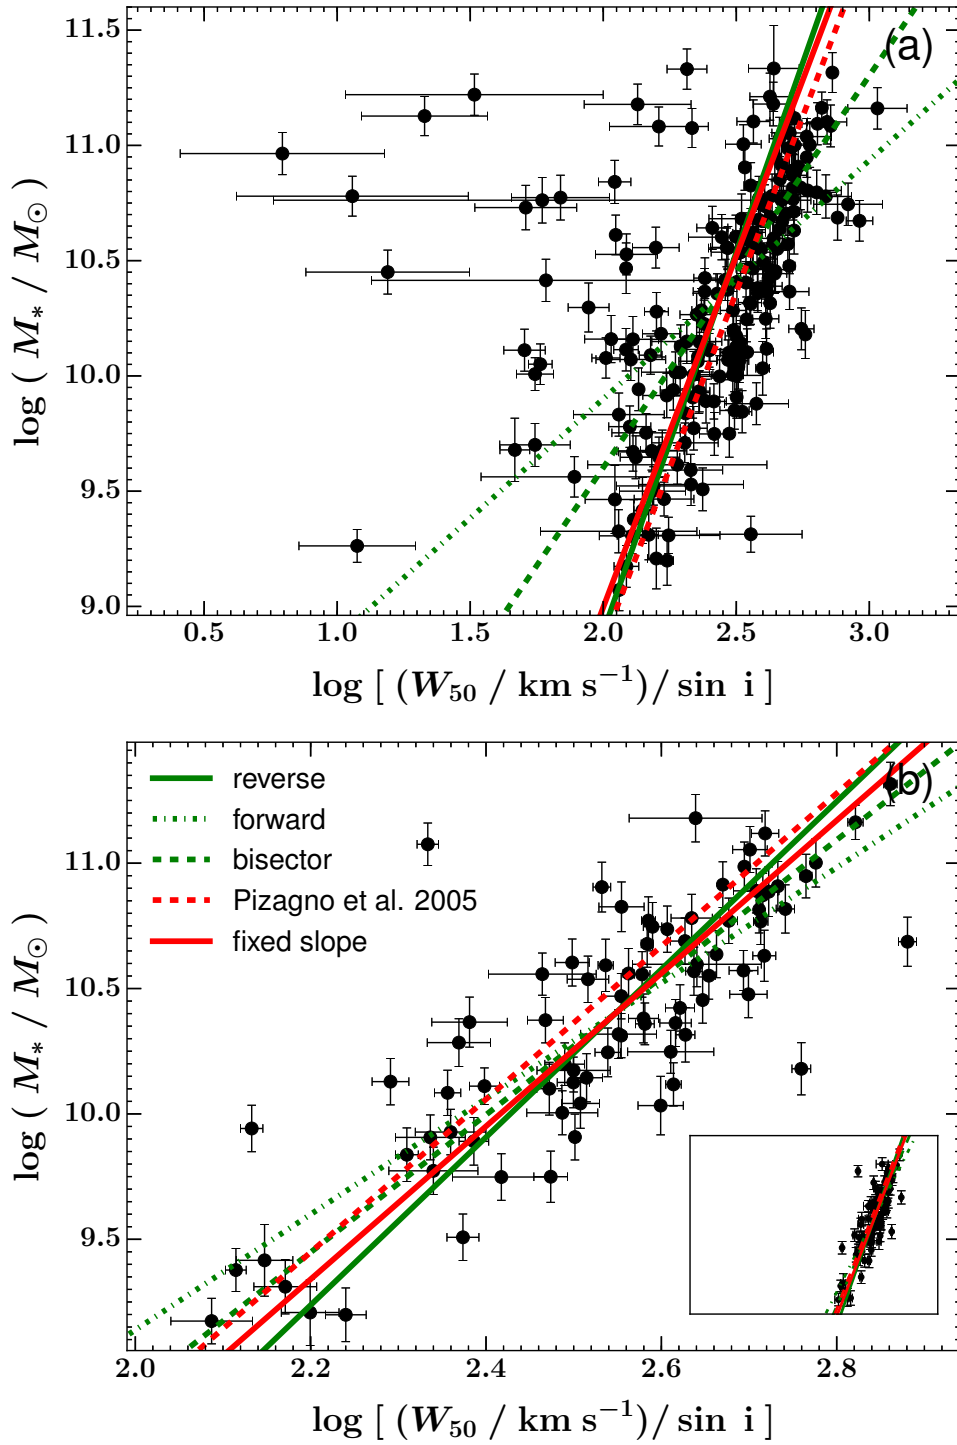 (a)
11.5
11.0
10.5
10.0
9.5
9.0
log ( M* / M⊙ )
0.5 1.0 1.5 2.0 2.5 3.0
log [ (W50 / km s−1)/ sin i ]
(b)
reverse
forward
bisector
Pizagno et al. 2005
fixed slope
11.0
10.5
10.0
9.5
log ( M* / M⊙ )
2.0 2.2 2.4 2.6 2.8
log [ (W50 / km s−1)/ sin i ]